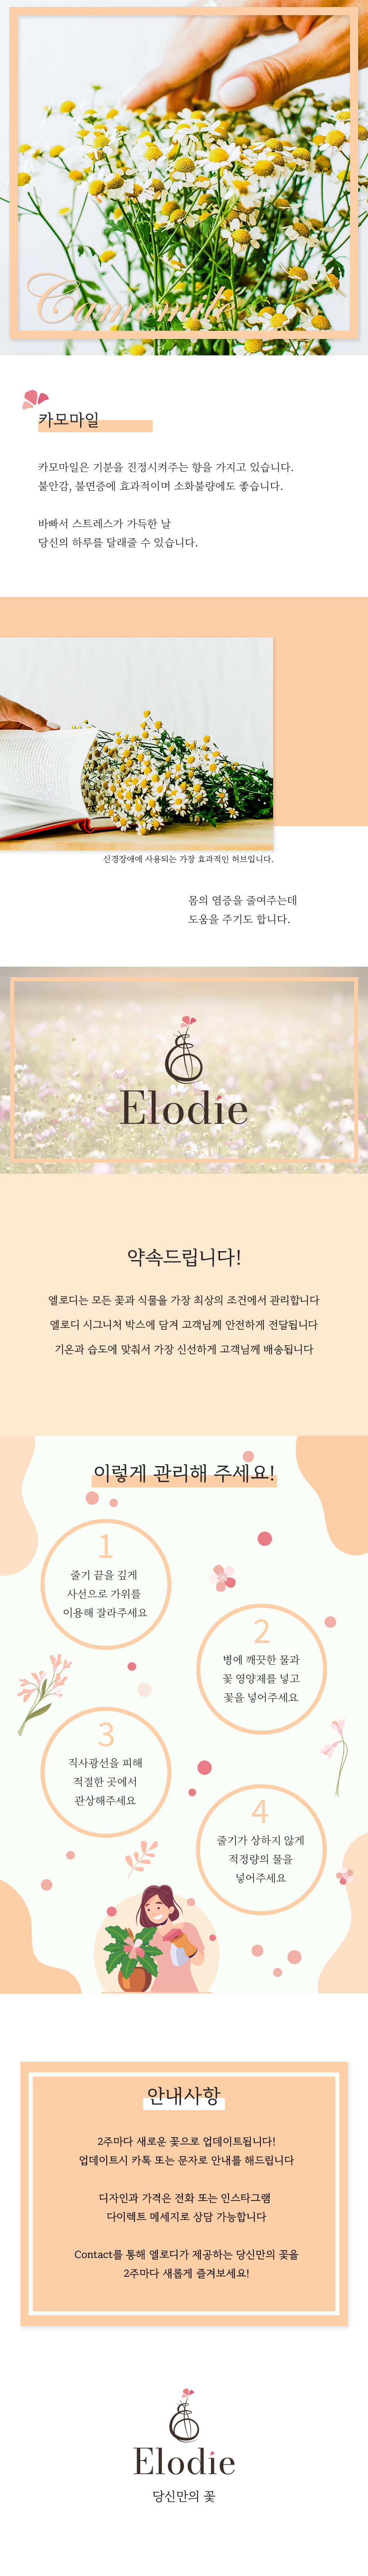 Camomile
카모마일
카모마일은 기분을 진정시켜주는 향을 가지고 있습니다.
불안감, 불면증에 효과적이며 소화불량에도 좋습니다.
바빠서 스트레스가 가득한 날
당신의 하루를 달래줄 수 있습니다.
신경장애에 사용되는 가장 효과적인 허브입니다.
몸의 염증을 줄여주는데
도움을 주기도 합니다.
Elodie
약속드립니다!
엘로디는 모든 꽃과 식물을 가장 최상의 조건에서 관리합니다
엘로디 시그니처 박스에 담겨 고객님께 안전하게 전달됩니다
기온과 습도에 맞춰서 가장 신선하게 고객님께 배송됩니다
이렇게 관리해 주세요!
1
줄기 끝을 깊게
사선으로 가위를
이용해 잘라주세요
2
병에 깨끗한 물과
꽃 영양제를 넣고
꽃을 넣어주세요
3
직사광선을 피해
적절한 곳에서
관상해주세요
4
줄기가 상하지 않게
적정량의 물을
넣어주세요
안내사항
2주마다 새로운 꽃으로 업데이트됩니다!
업데이트시 카톡 또는 문자로 안내를 해드립니다
디자인과 가격은 전화 또는 인스타그램
다이렉트 메세지로 상담 가능합니다
Contact를 통해 엘로디가 제공하는 당신만의 꽃을
2주마다 새롭게 즐겨보세요!
Elodie
당신만의 꽃